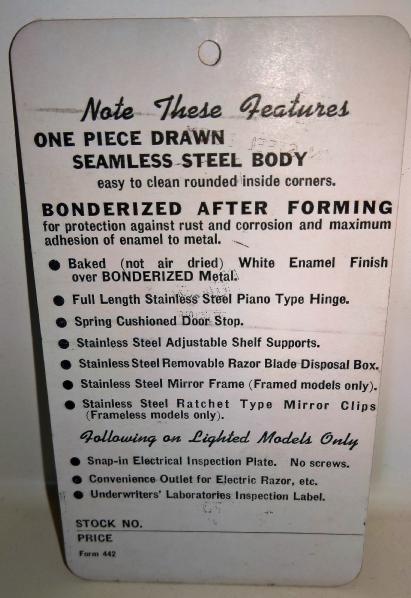 Note These Features
ONE PIECE DRAWN
SEAMLESS STEEL BODY
easy to clean rounded inside corners.
BONDERIZED AFTER FORMING
for protection against rust and corrosion and maximum
adhesion of enamel to metal.
● Baked (not air dried) White Enamel Finish
over BONDERIZED Metal.
● Full Length Stainless Steel Piano Type Hinge.
● Spring Cushioned Door Stop.
● Stainless Steel Adjustable Shelf Supports.
● Stainless Steel Removable Razor Blade Disposal Box.
● Stainless Steel Mirror Frame (Framed models only).
● Stainless Steel Ratchet Type Mirror Clips
(Frameless models only).
Following on Lighted Models Only
● Snap-in Electrical Inspection Plate. No screws.
● Convenience Outlet for Electric Razor, etc.
● Underwriters' Laboratories Inspection Label.
STOCK NO.
PRICE
Form 442